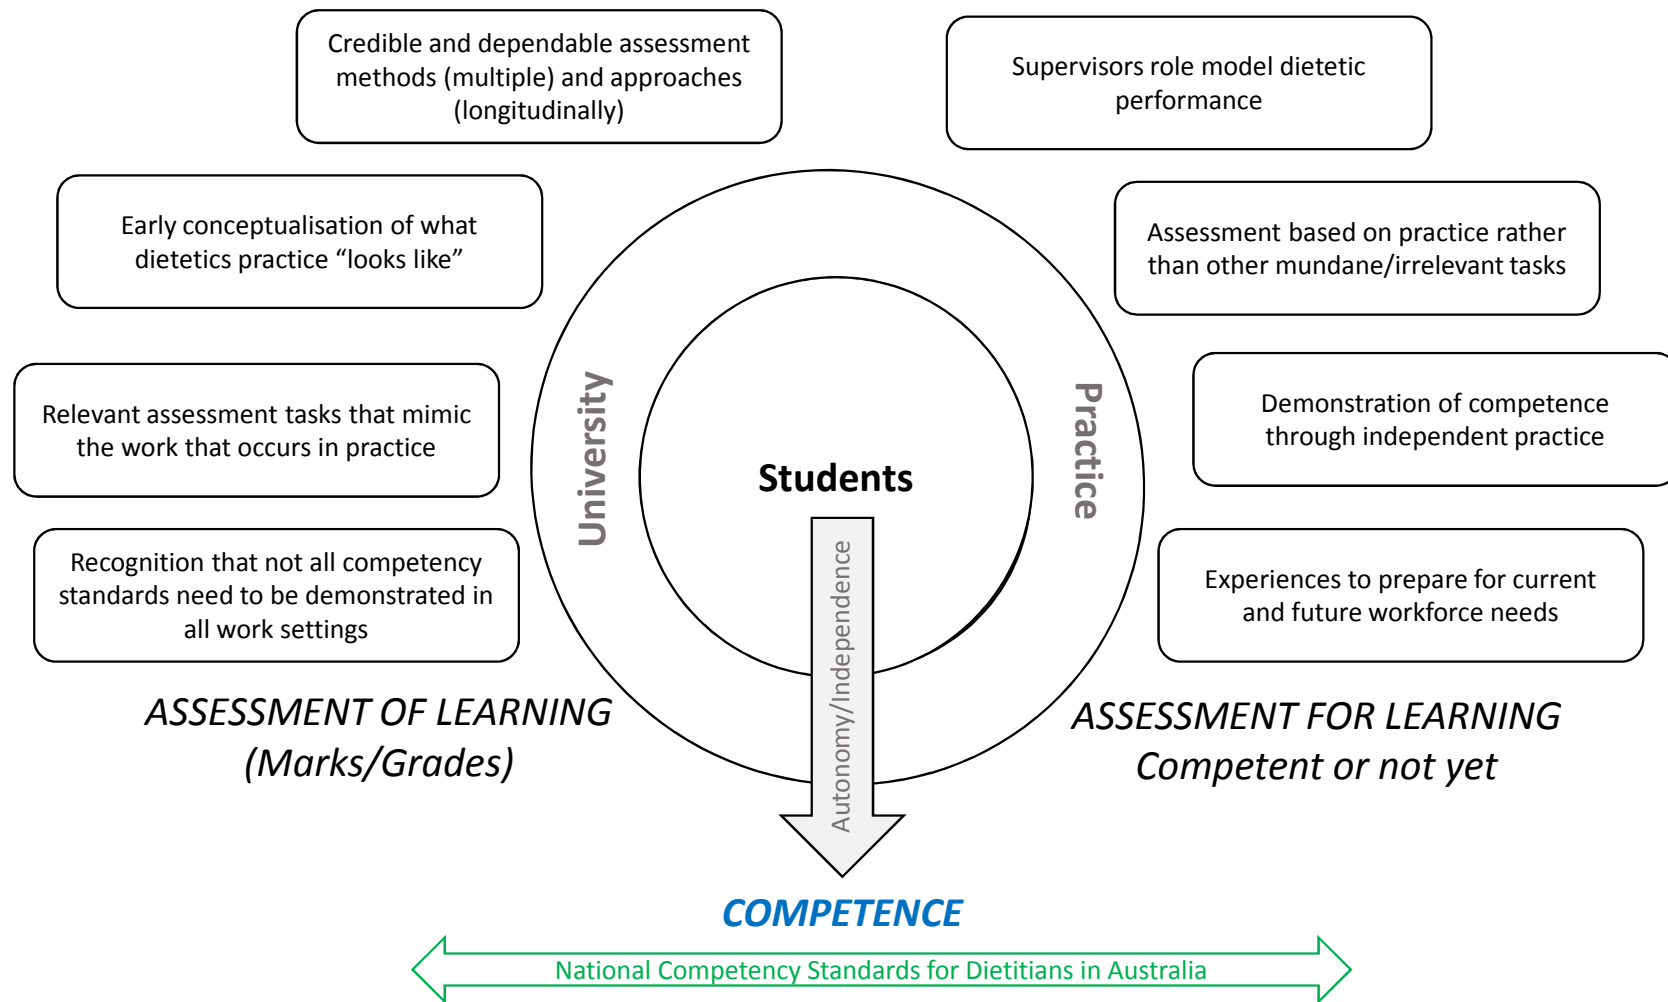 Credible and dependable assessment
methods (multiple) and approaches
(longitudinally)
Supervisors role model dietetic
performance
Early conceptualisation of what
dietetics practice “looks like”
Assessment based on practice rather
than other mundane/irrelevant tasks
Relevant assessment tasks that mimic
the work that occurs in practice
Demonstration of competence
through independent practice
Recognition that not all competency
standards need to be demonstrated in
all work settings
Experiences to prepare for current
and future workforce needs
University
Practice
Students
Autonomy/Independence
ASSESSMENT OF LEARNING
(Marks/Grades)
ASSESSMENT FOR LEARNING
Competent or not yet
COMPETENCE
National Competency Standards for Dietitians in Australia